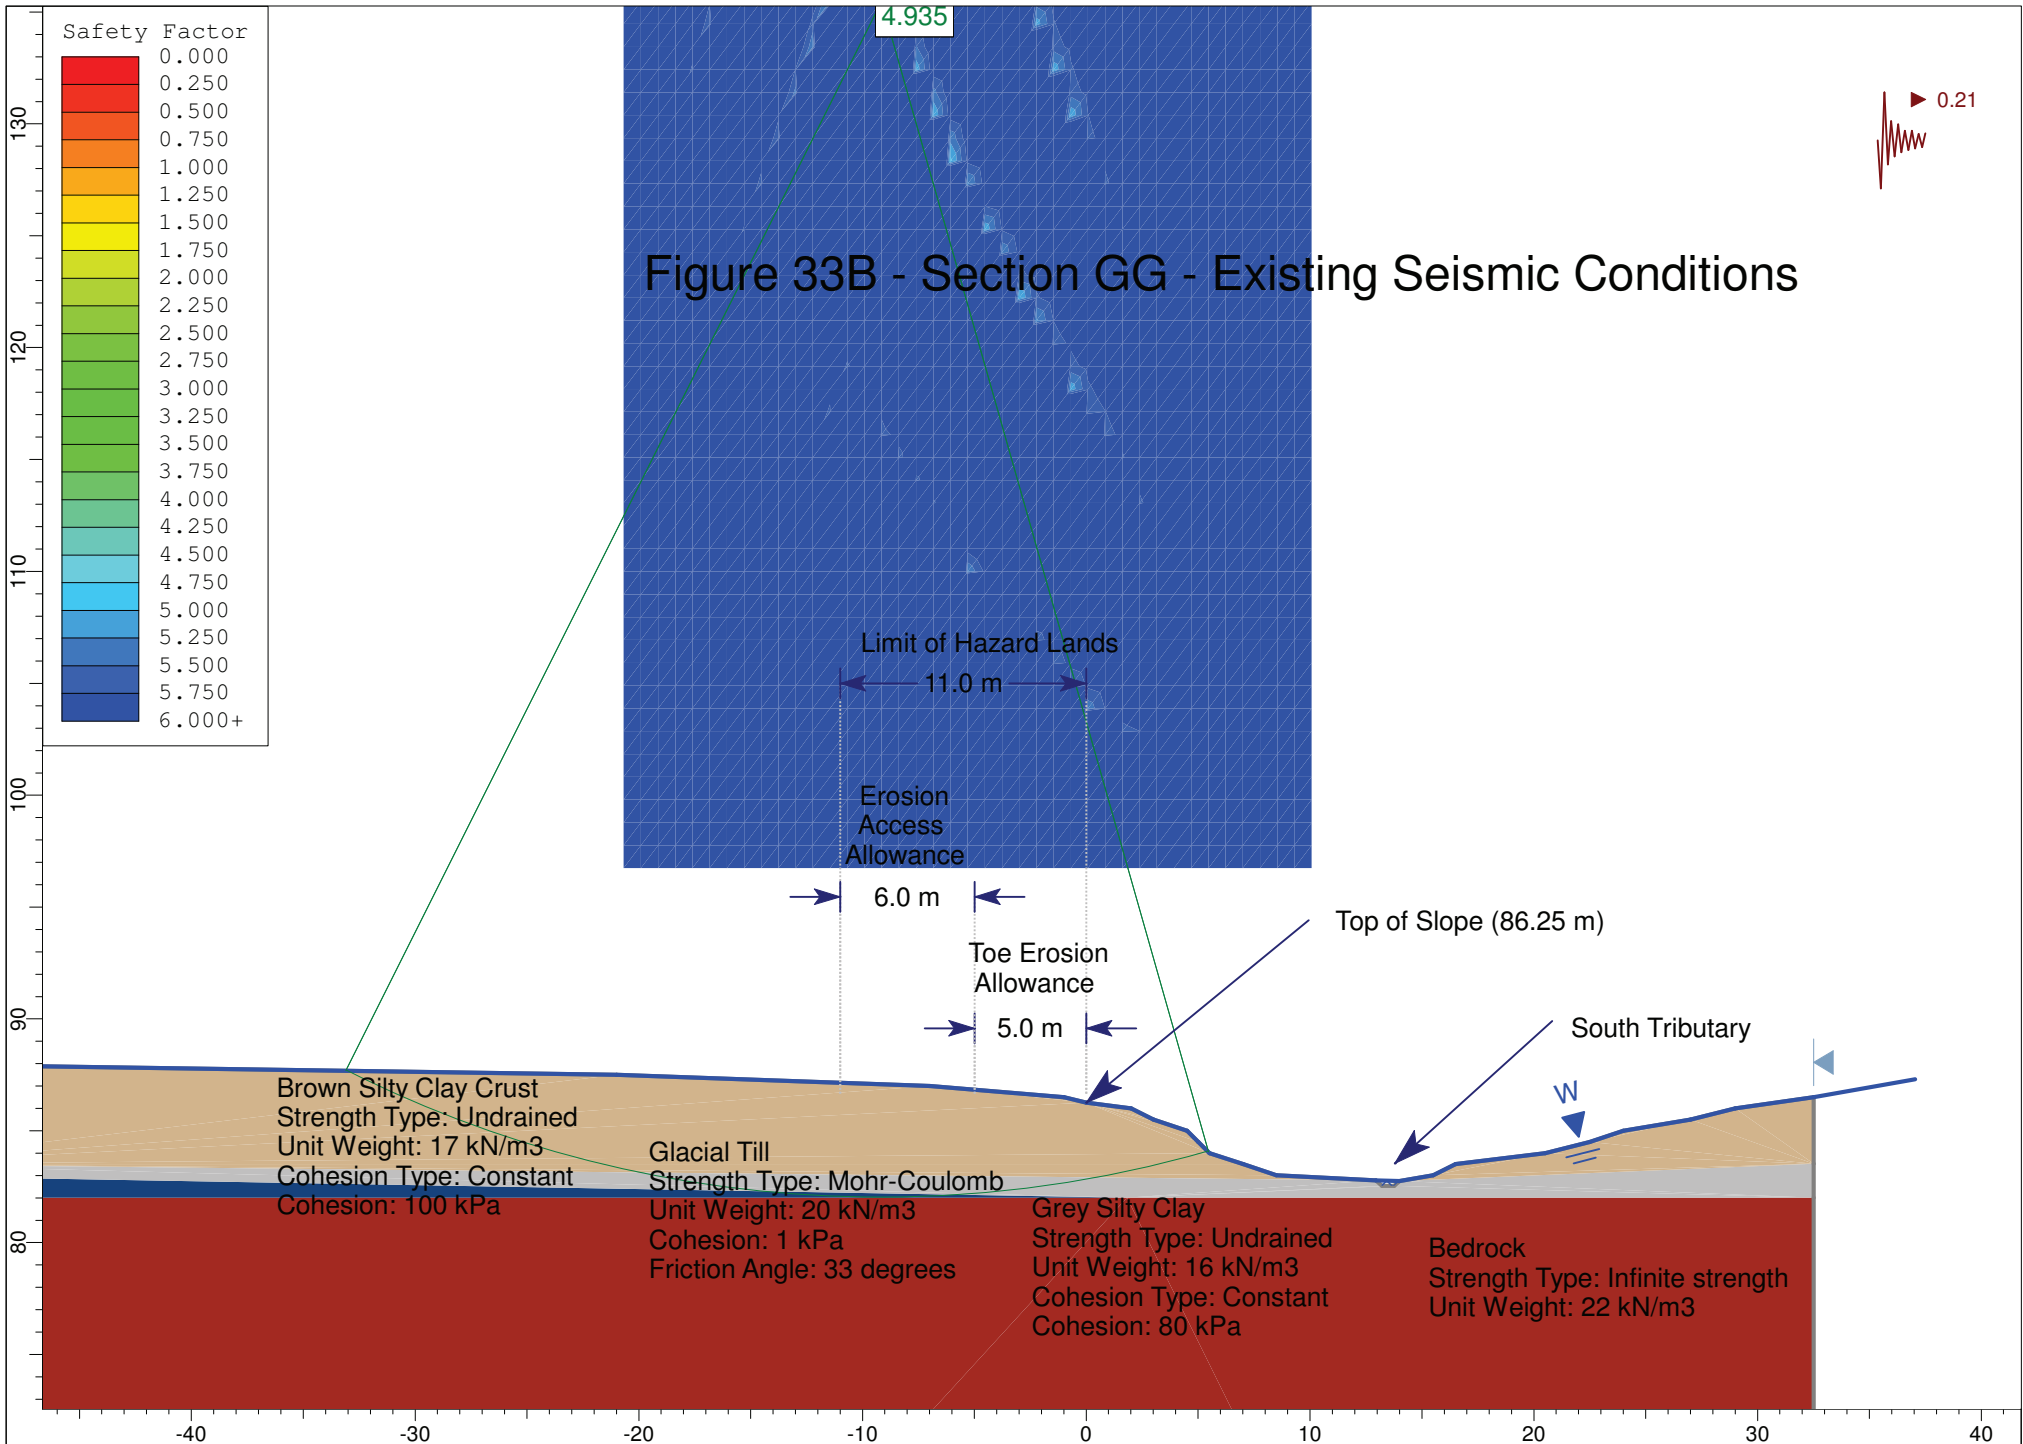 Safety Factor
0.000
0.250
0.500
0.750
1.000
1.250
1.500
1.750
2.000
2.250
2.500
2.750
3.000
3.250
3.500
3.750
4.000
4.250
4.500
4.750
5.000
5.250
5.500
5.750
6.000+
4.935
0.21
Figure 33B - Section GG - Existing Seismic Conditions
Limit of Hazard Lands
11.0 m
Erosion
Access
Allowance
6.0 m
Toe Erosion
Allowance
5.0 m
Top of Slope (86.25 m)
South Tributary
W
Brown Silty Clay Crust
Strength Type: Undrained
Unit Weight: 17 kN/m3
Cohesion Type: Constant
Cohesion: 100 kPa
Glacial Till
Strength Type: Mohr-Coulomb
Unit Weight: 20 kN/m3
Cohesion: 1 kPa
Friction Angle: 33 degrees
Grey Silty Clay
Strength Type: Undrained
Unit Weight: 16 kN/m3
Cohesion Type: Constant
Cohesion: 80 kPa
Bedrock
Strength Type: Infinite strength
Unit Weight: 22 kN/m3
130
120
110
100
90
80
-40
-30
-20
-10
0
10
20
30
40